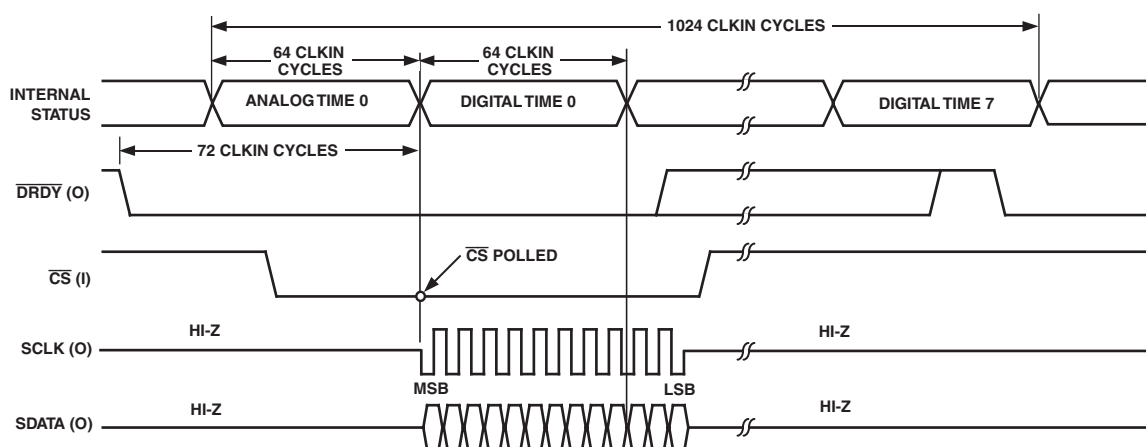 1024 CLKIN CYCLES
64 CLKIN
CYCLES
64 CLKIN
CYCLES
INTERNAL
STATUS
ANALOG TIME 0
DIGITAL TIME 0
DIGITAL TIME 7
72 CLKIN CYCLES
DRDY (O)
CS POLLED
CS (I)
HI-Z
HI-Z
SCLK (O)
MSB
LSB
HI-Z
HI-Z
SDATA (O)